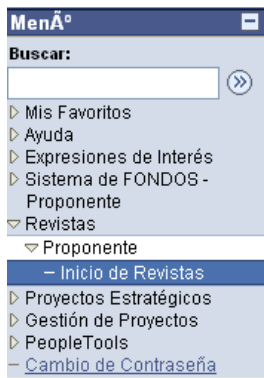 MenÃº
Buscar:
Mis Favoritos
Ayuda
Expresiones de Interés
Sistema de FONDOS -
Proponente
Revistas
Proponente
– Inicio de Revistas
Proyectos Estratégicos
Gestión de Proyectos
PeopleTools
– Cambio de Contraseña